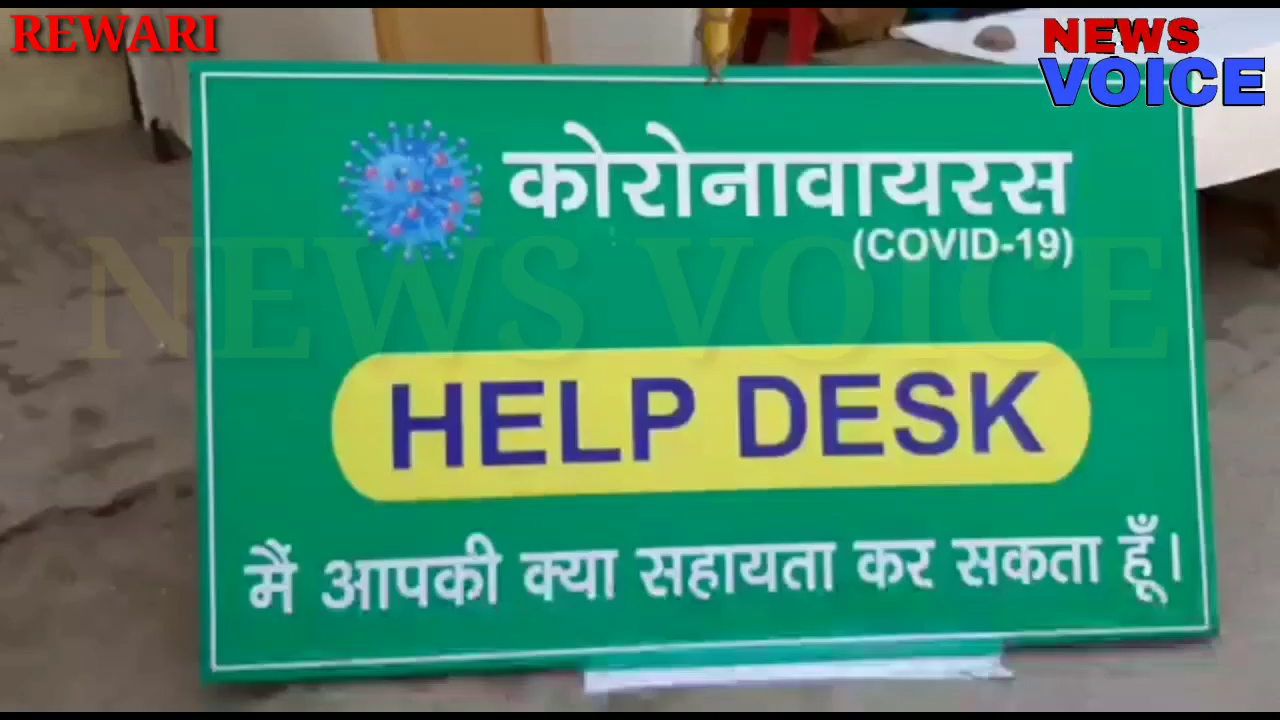 REWARI
NEWS
VOICE
कोरोनावायरस
(COVID-19)
NEWS VOICE
HELP DESK
मैं आपकी क्या सहायता कर सकता हूँ।